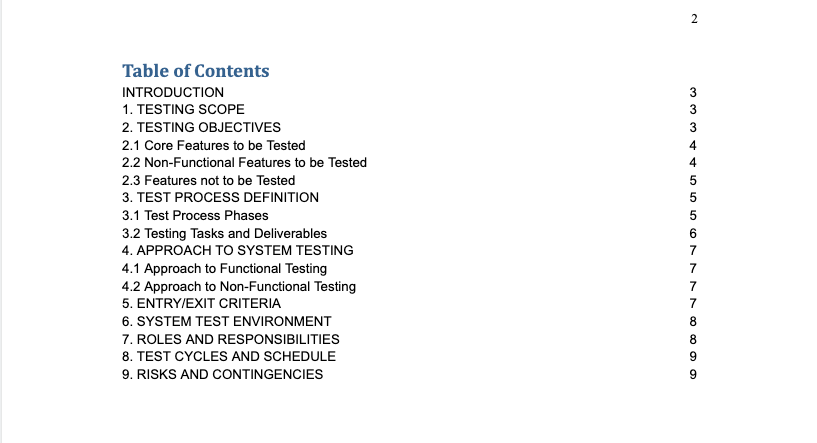 2
Table of Contents
INTRODUCTION 3
1. TESTING SCOPE 3
2. TESTING OBJECTIVES 3
2.1 Core Features to be Tested 4
2.2 Non-Functional Features to be Tested 4
2.3 Features not to be Tested 5
3. TEST PROCESS DEFINITION 5
3.1 Test Process Phases 5
3.2 Testing Tasks and Deliverables 6
4. APPROACH TO SYSTEM TESTING 7
4.1 Approach to Functional Testing 7
4.2 Approach to Non-Functional Testing 7
5. ENTRY/EXIT CRITERIA 7
6. SYSTEM TEST ENVIRONMENT 8
7. ROLES AND RESPONSIBILITIES 8
8. TEST CYCLES AND SCHEDULE 9
9. RISKS AND CONTINGENCIES 9